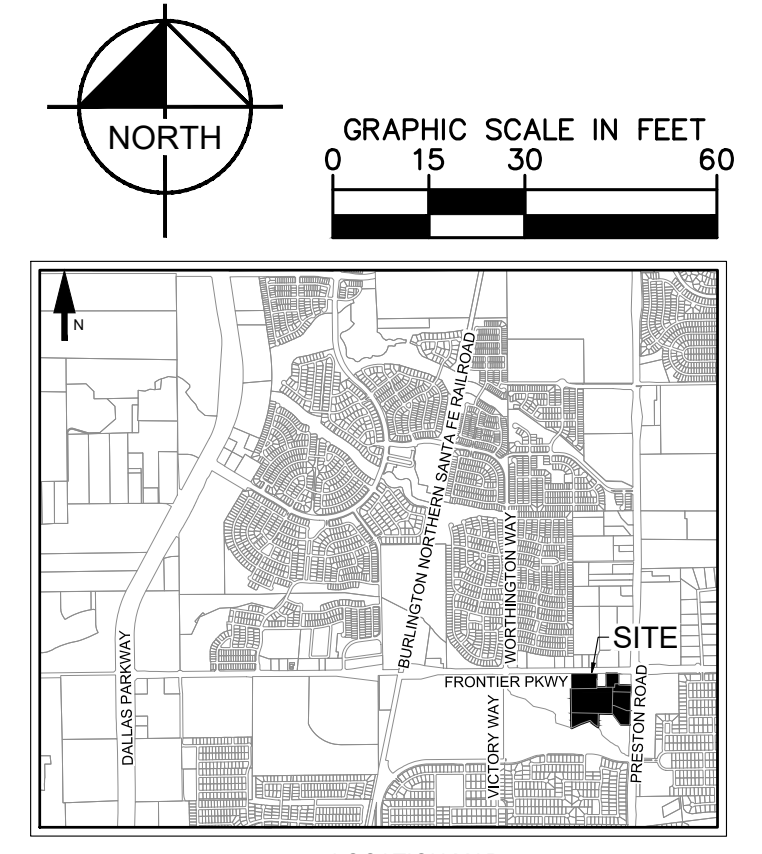 NORTH
GRAPHIC SCALE IN FEET
0 15 30 60
N
BURLINGTON NORTHERN SANTA FE RAILROAD
WORTHINGTON WAY
SITE
DALLAS PARKWAY
FRONTIER PKWY
VICTORY WAY
PRESTON ROAD